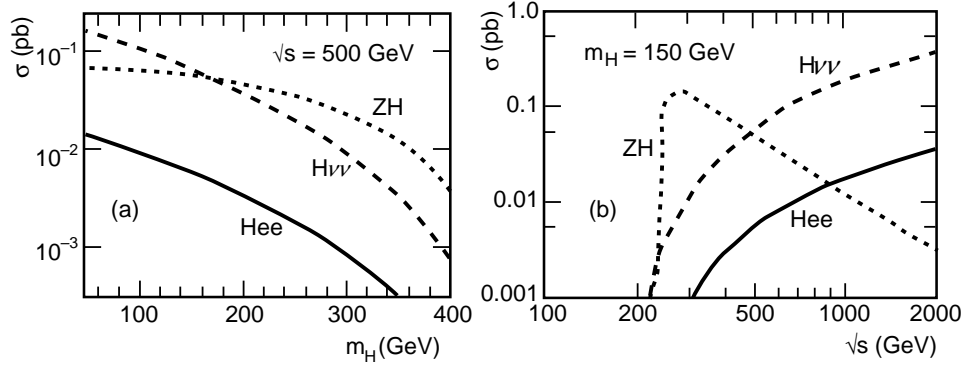 σ (pb)
10⁻¹
10⁻²
10⁻³
√s = 500 GeV
ZH
Hνν
(a)
Hee
100
200
300
400
m_H (GeV)
σ (pb)
1.0
0.1
0.01
0.001
m_H = 150 GeV
Hνν
ZH
(b)
Hee
100
200
500
1000
2000
√s (GeV)